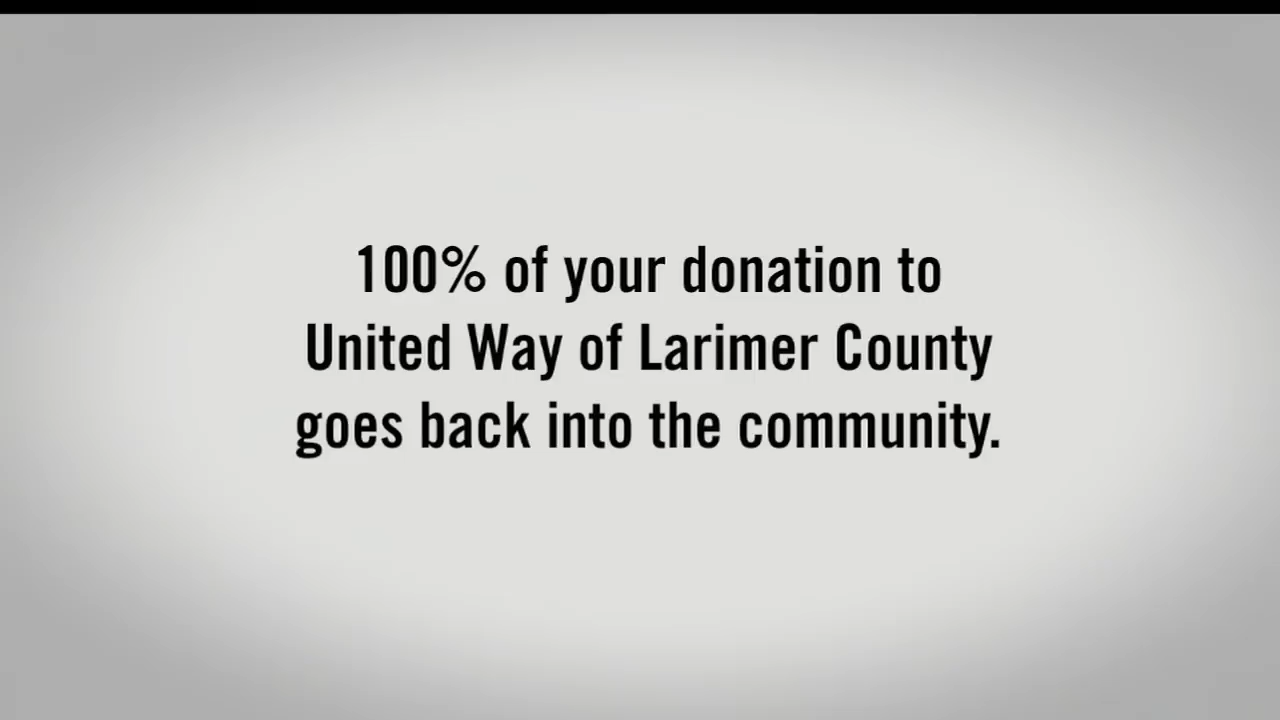 100% of your donation to
United Way of Larimer County
goes back into the community.